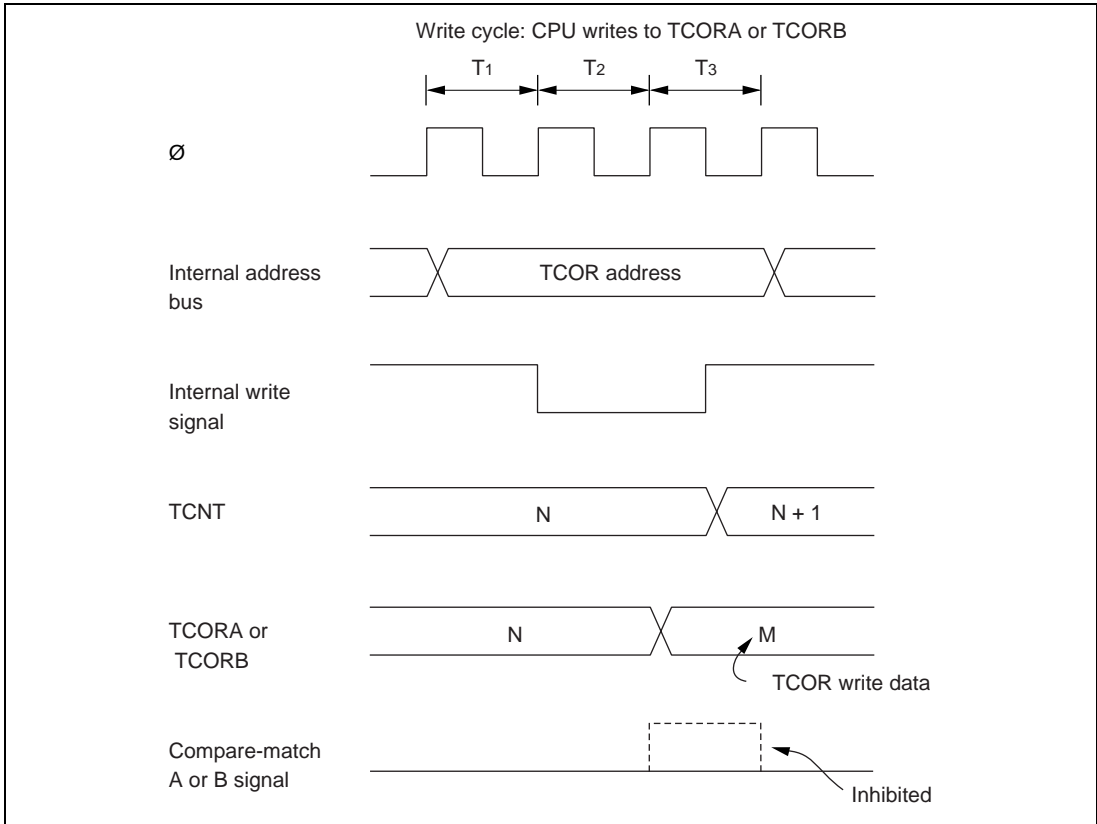 Write cycle: CPU writes to TCORA or TCORB
T1 T2 T3
Ø
Internal address
bus
TCOR address
Internal write
signal
TCNT
N
N + 1
TCORA or
TCORB
N
M
TCOR write data
Compare-match
A or B signal
Inhibited